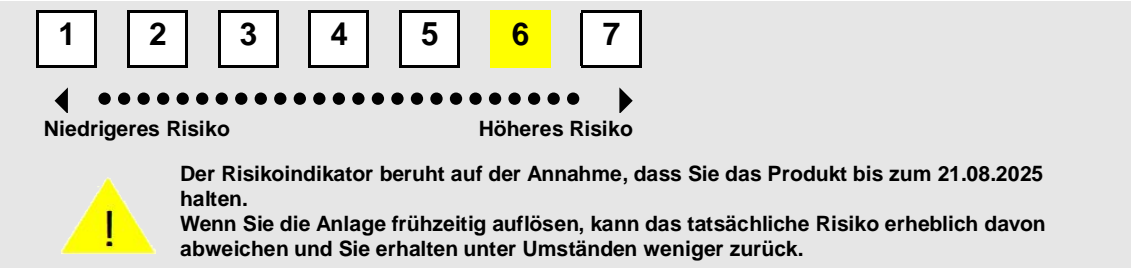 1 2 3 4 5 6 7
Niedrigeres Risiko Höheres Risiko
Der Risikoindikator beruht auf der Annahme, dass Sie das Produkt bis zum 21.08.2025
halten.
Wenn Sie die Anlage frühzeitig auflösen, kann das tatsächliche Risiko erheblich davon
abweichen und Sie erhalten unter Umständen weniger zurück.
!